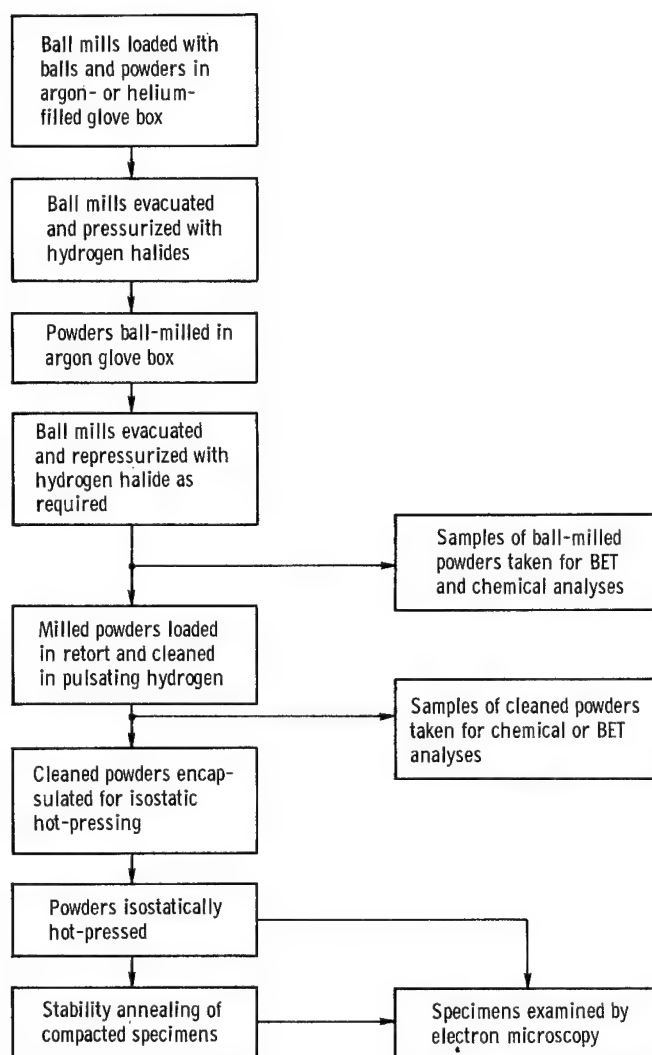 Ball mills loaded with
balls and powders in
argon- or helium-
filled glove box
Ball mills evacuated
and pressurized with
hydrogen halides
Powders ball-milled in
argon glove box
Ball mills evacuated
and repressurized with
hydrogen halide as
required
Samples of ball-milled
powders taken for BET
and chemical analyses
Milled powders loaded
in retort and cleaned
in pulsating hydrogen
Samples of cleaned powders
taken for chemical or BET
analyses
Cleaned powders encap-
sulated for isostatic
hot-pressing
Powders isostatically
hot-pressed
Stability annealing of
compacted specimens
Specimens examined by
electron microscopy